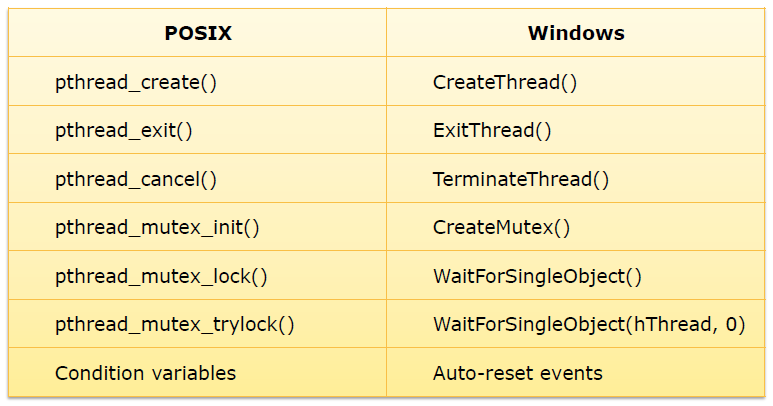 POSIX Windows
pthread_create() CreateThread()
pthread_exit() ExitThread()
pthread_cancel() TerminateThread()
pthread_mutex_init() CreateMutex()
pthread_mutex_lock() WaitForSingleObject()
pthread_mutex_trylock() WaitForSingleObject(hThread, 0)
Condition variables Auto-reset events